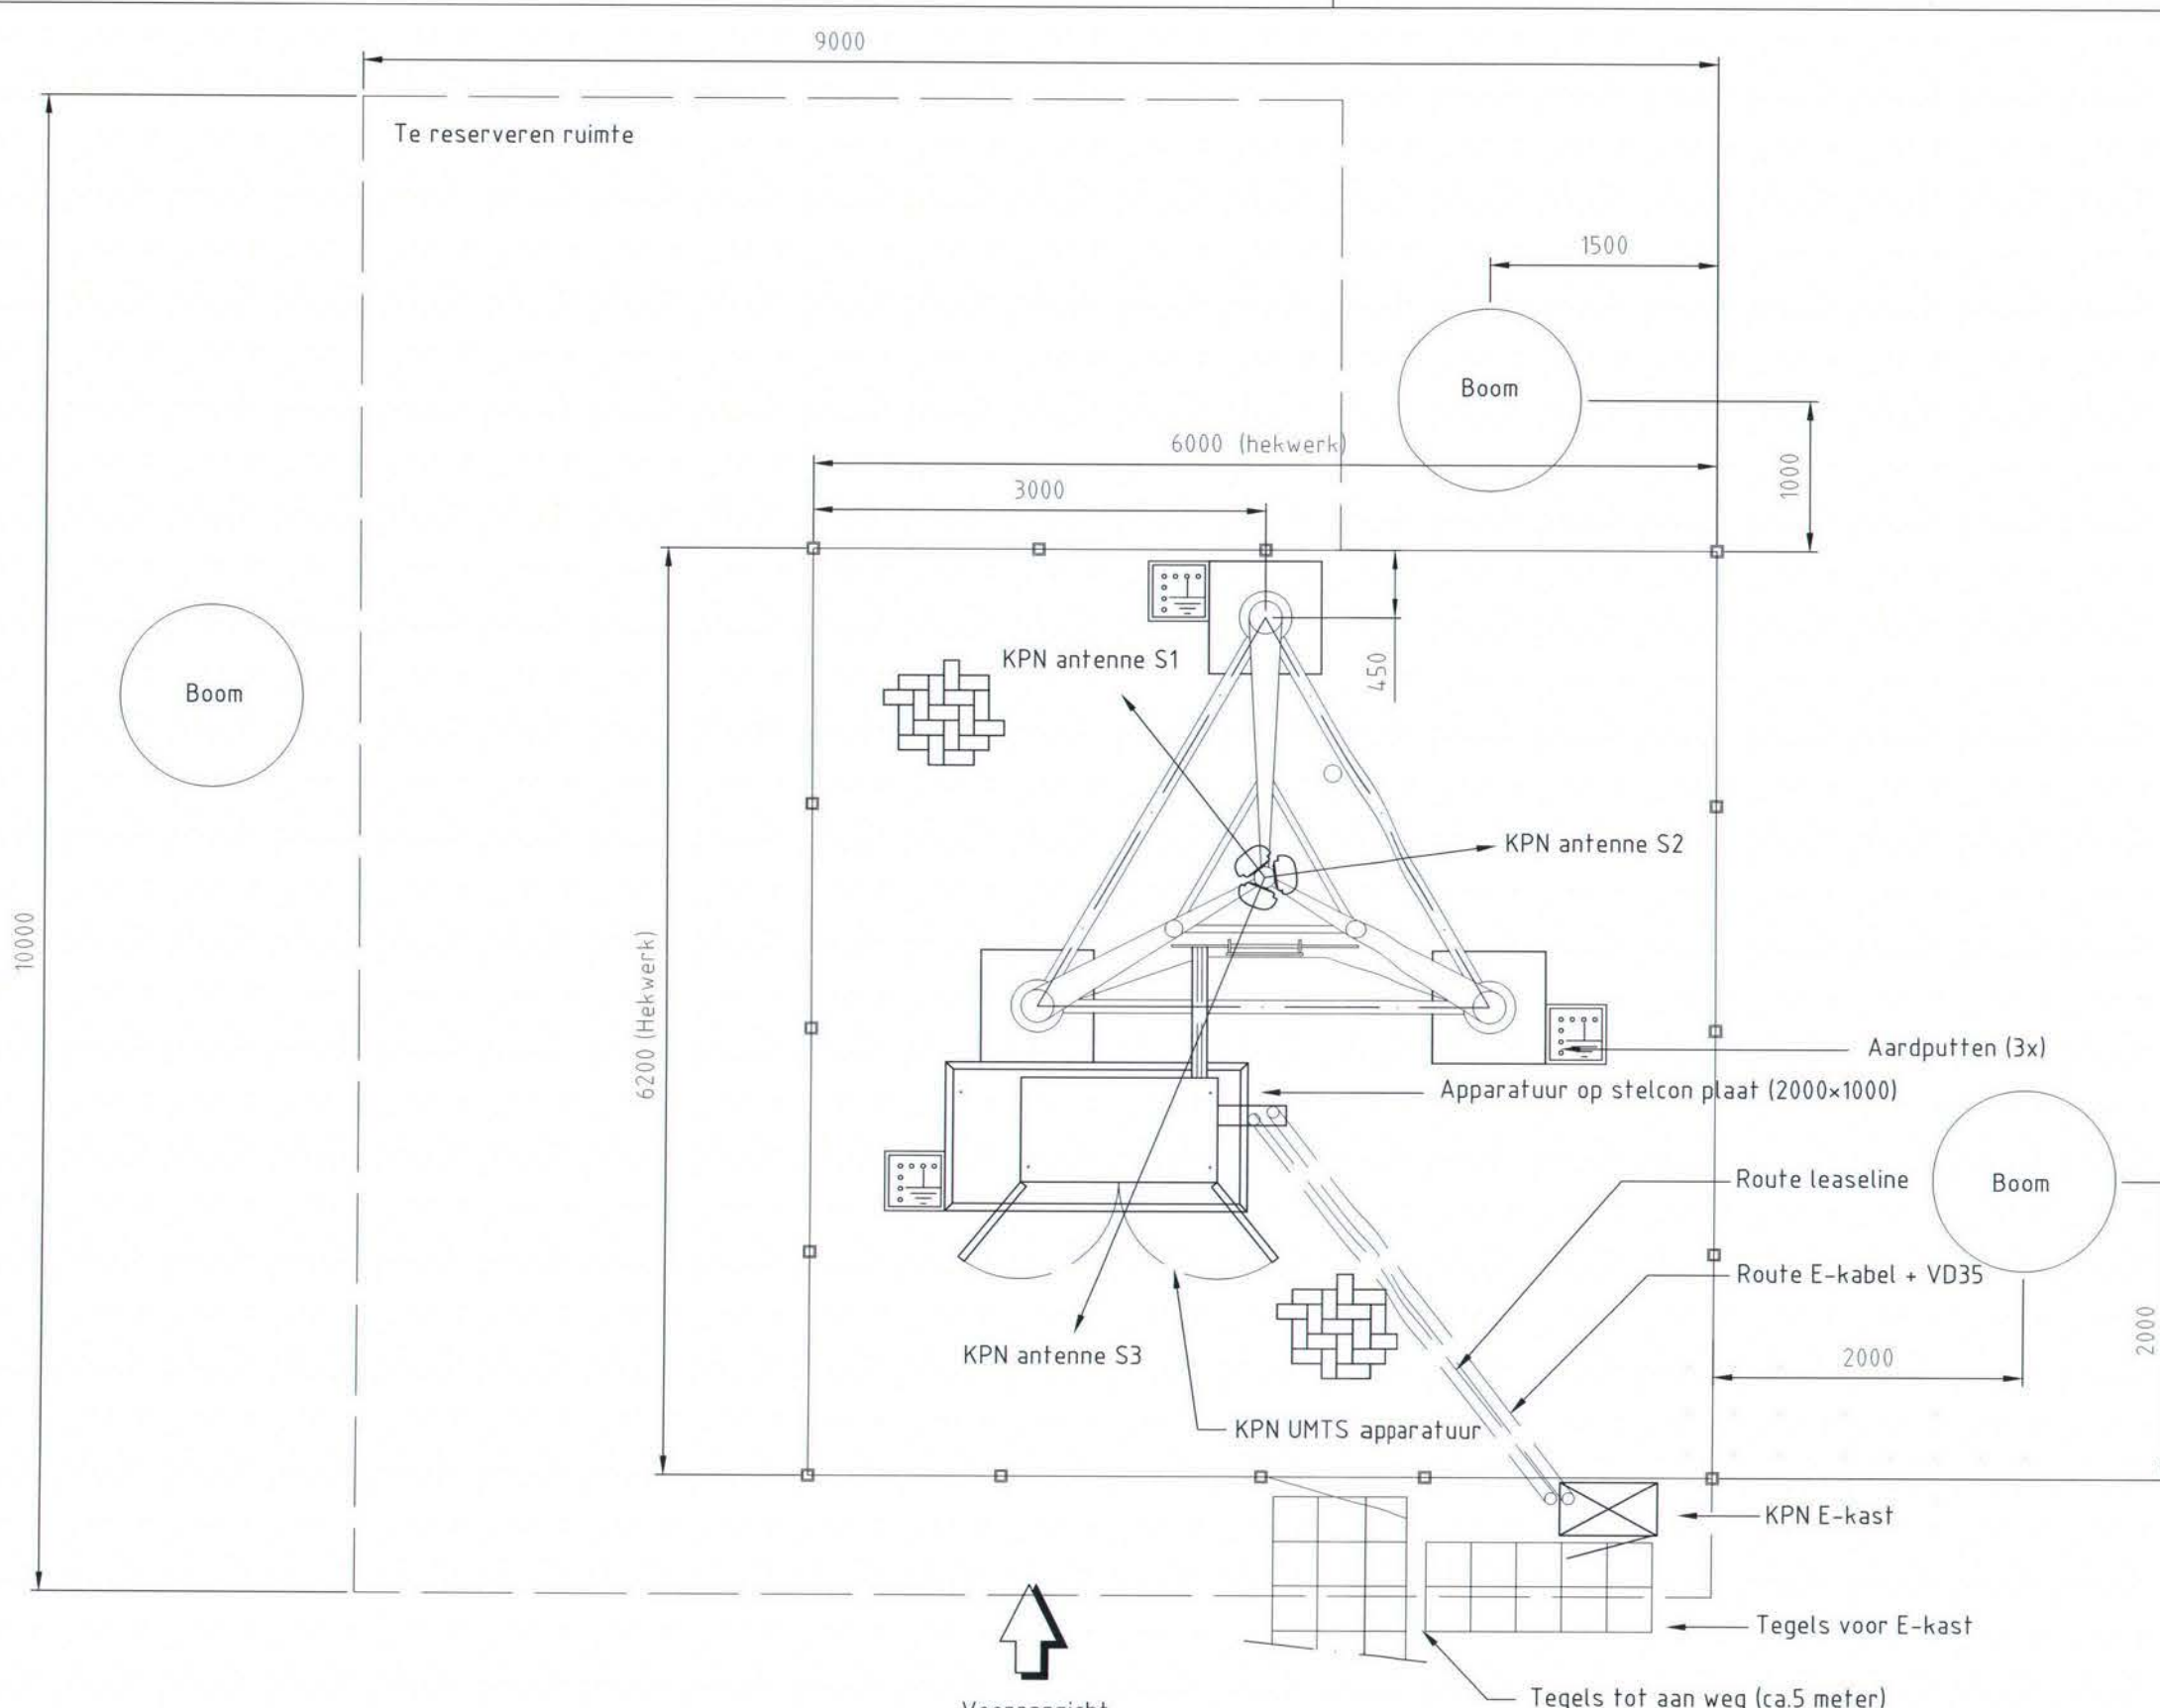 9000
Te reserveren ruimte
1500
Boom
6000 (hekwerk)
1000
3000
KPN antenne S1
450
Boom
KPN antenne S2
10000
6200 (Hekwerk)
Aardputten (3x)
Apparatuur op stelcon plaat (2000×1000)
Route leaseline
Boom
Route E-kabel + VD35
2000
2000
KPN antenne S3
KPN UMTS apparatuur
KPN E-kast
Tegels voor E-kast
Tegels tot aan weg (ca.5 meter)